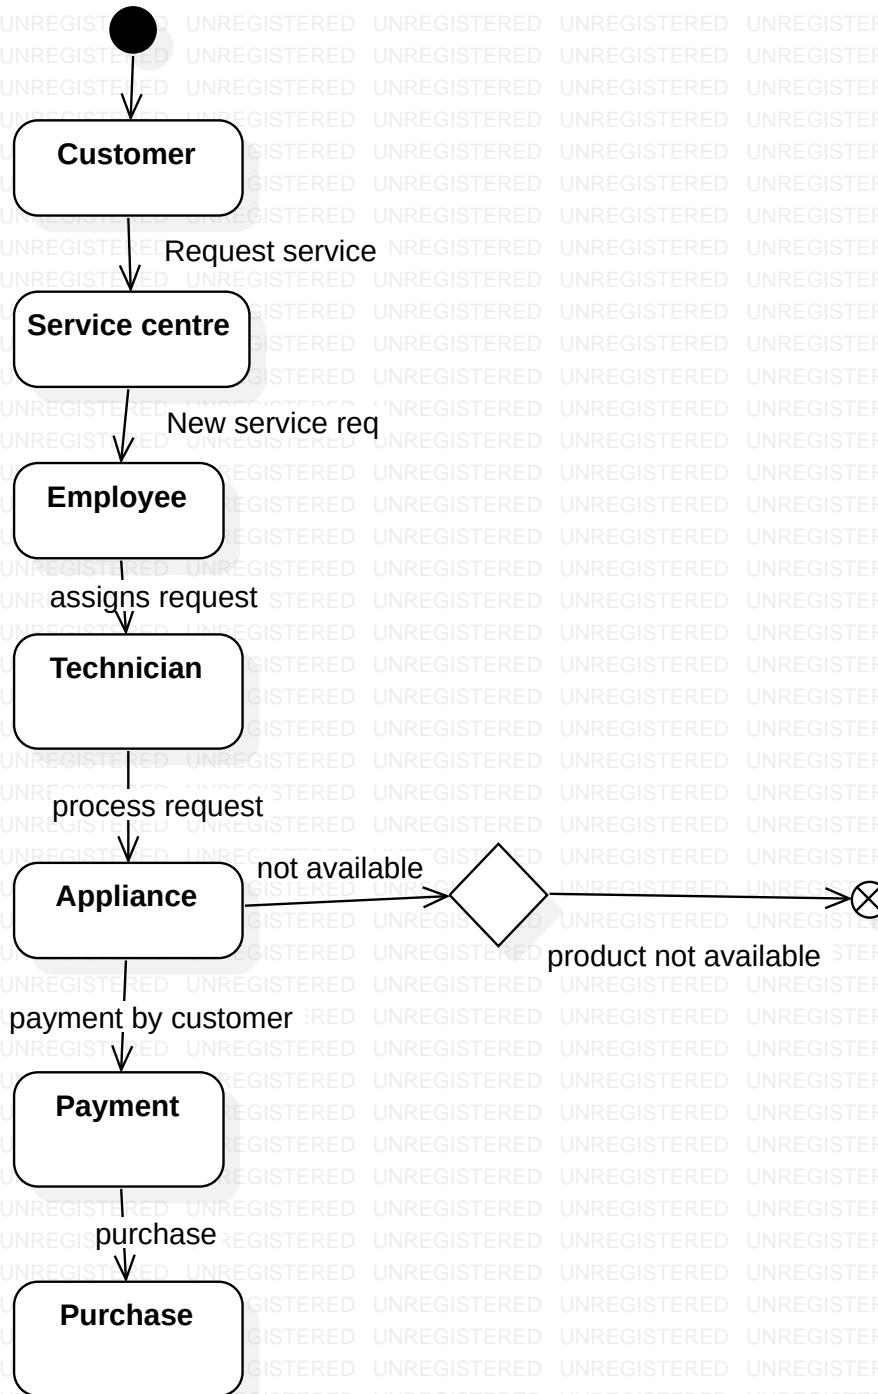 Customer
Request service
Service centre
New service req
Employee
assigns request
Technician
process request
not available
Appliance
product not available
payment by customer
Payment
purchase
Purchase
UNREGISTERED